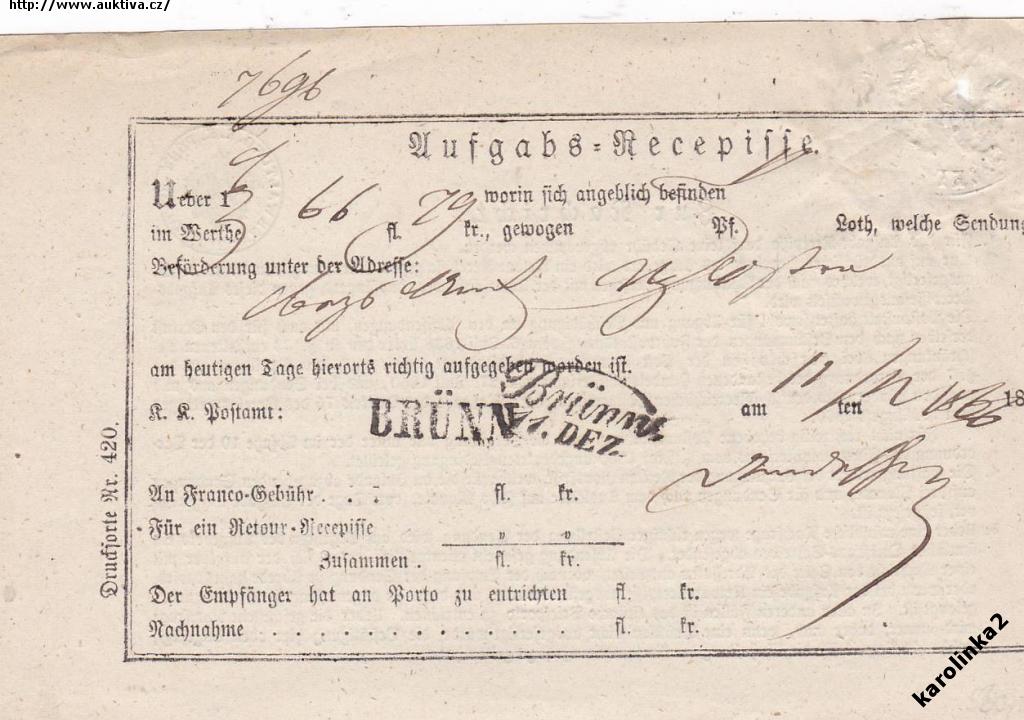 http://www.auktiva.cz/
7696
Aufgabs-Recepisse.
Ueber 1 worin sich angeblich befinden
im Werthe 66 fl. 79 kr., gewogen Pf. Loth, welche Sendung
Beförderung unter der Adresse:
am heutigen Tage hierorts richtig aufgegeben worden ist.
K. K. Postamt: BRÜNN Brünn 11. DEZ. am 11 ten 1866
An Franco-Gebühr . . . fl. kr.
Für ein Retour-Recepisse " "
Zusammen . fl. kr.
Der Empfänger hat an Porto zu entrichten fl. kr.
Nachnahme . . . . . . . . . . . . . fl. kr.
Drucksorte Nr. 420.
karolinka2